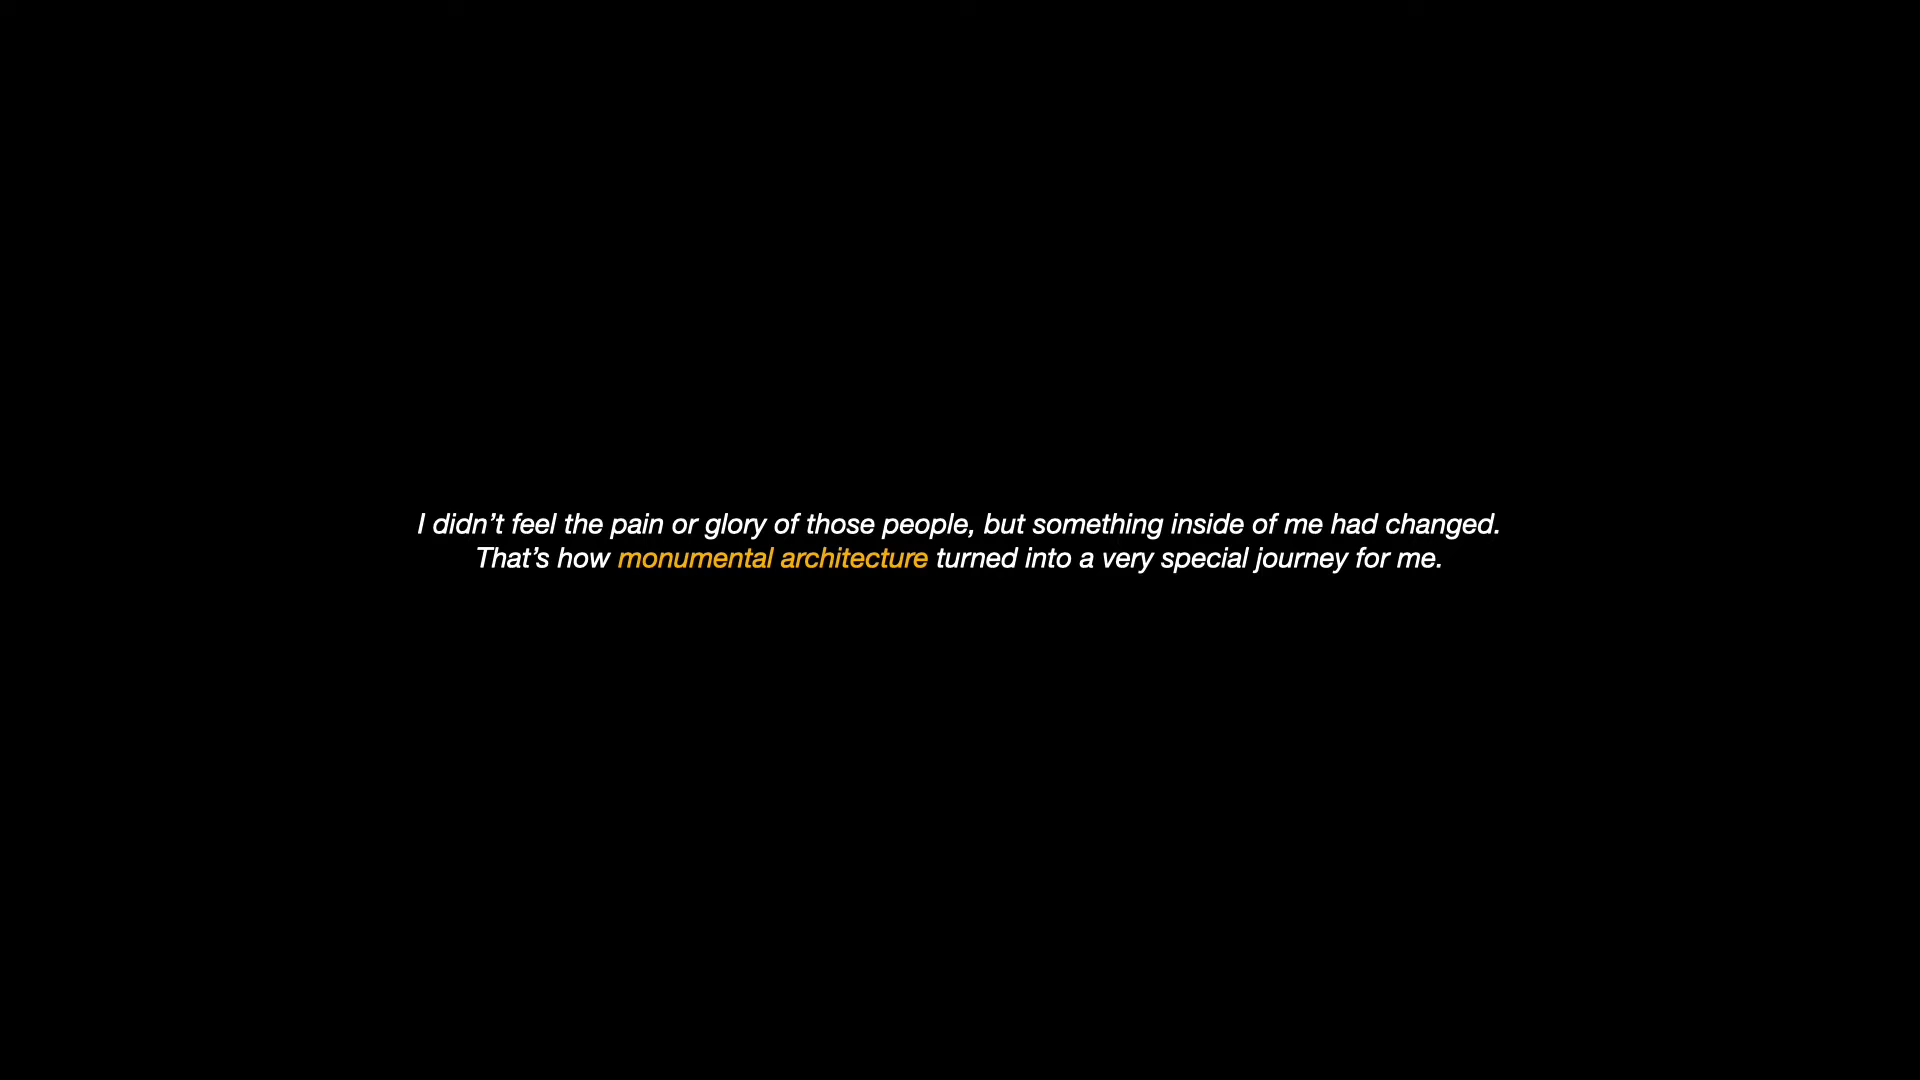 I didn’t feel the pain or glory of those people, but something inside of me had changed.
That’s how monumental architecture turned into a very special journey for me.